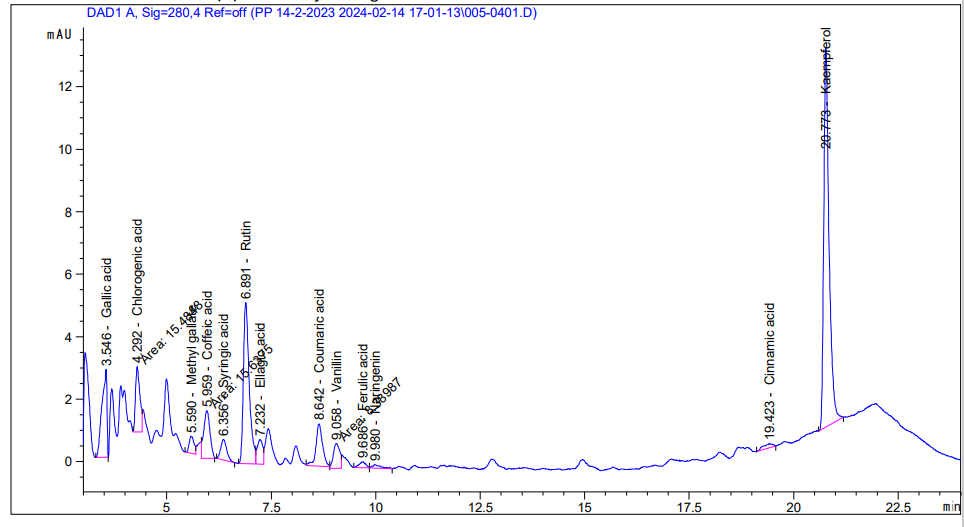 DAD1 A, Sig=280,4 Ref=off (PP 14-2-2023 2024-02-14 17-01-13\005-0401.D)
mAU
12
10
8
6
4
2
0
3.546 - Gallic acid
4.292 - Chlorogenic acid
5.590 - Methyl gallate
5.959 - Coffeic acid
6.356 - Syringic acid
6.891 - Rutin
7.232 - Ellagic acid
8.642 - Coumaric acid
9.058 - Vanillin
9.686 - Ferulic acid
9.980 - Naringenin
19.423 - Cinnamic acid
20.773 - Kaempferol
Area:
Area:
Area:
5
7.5
10
12.5
15
17.5
20
22.5
min